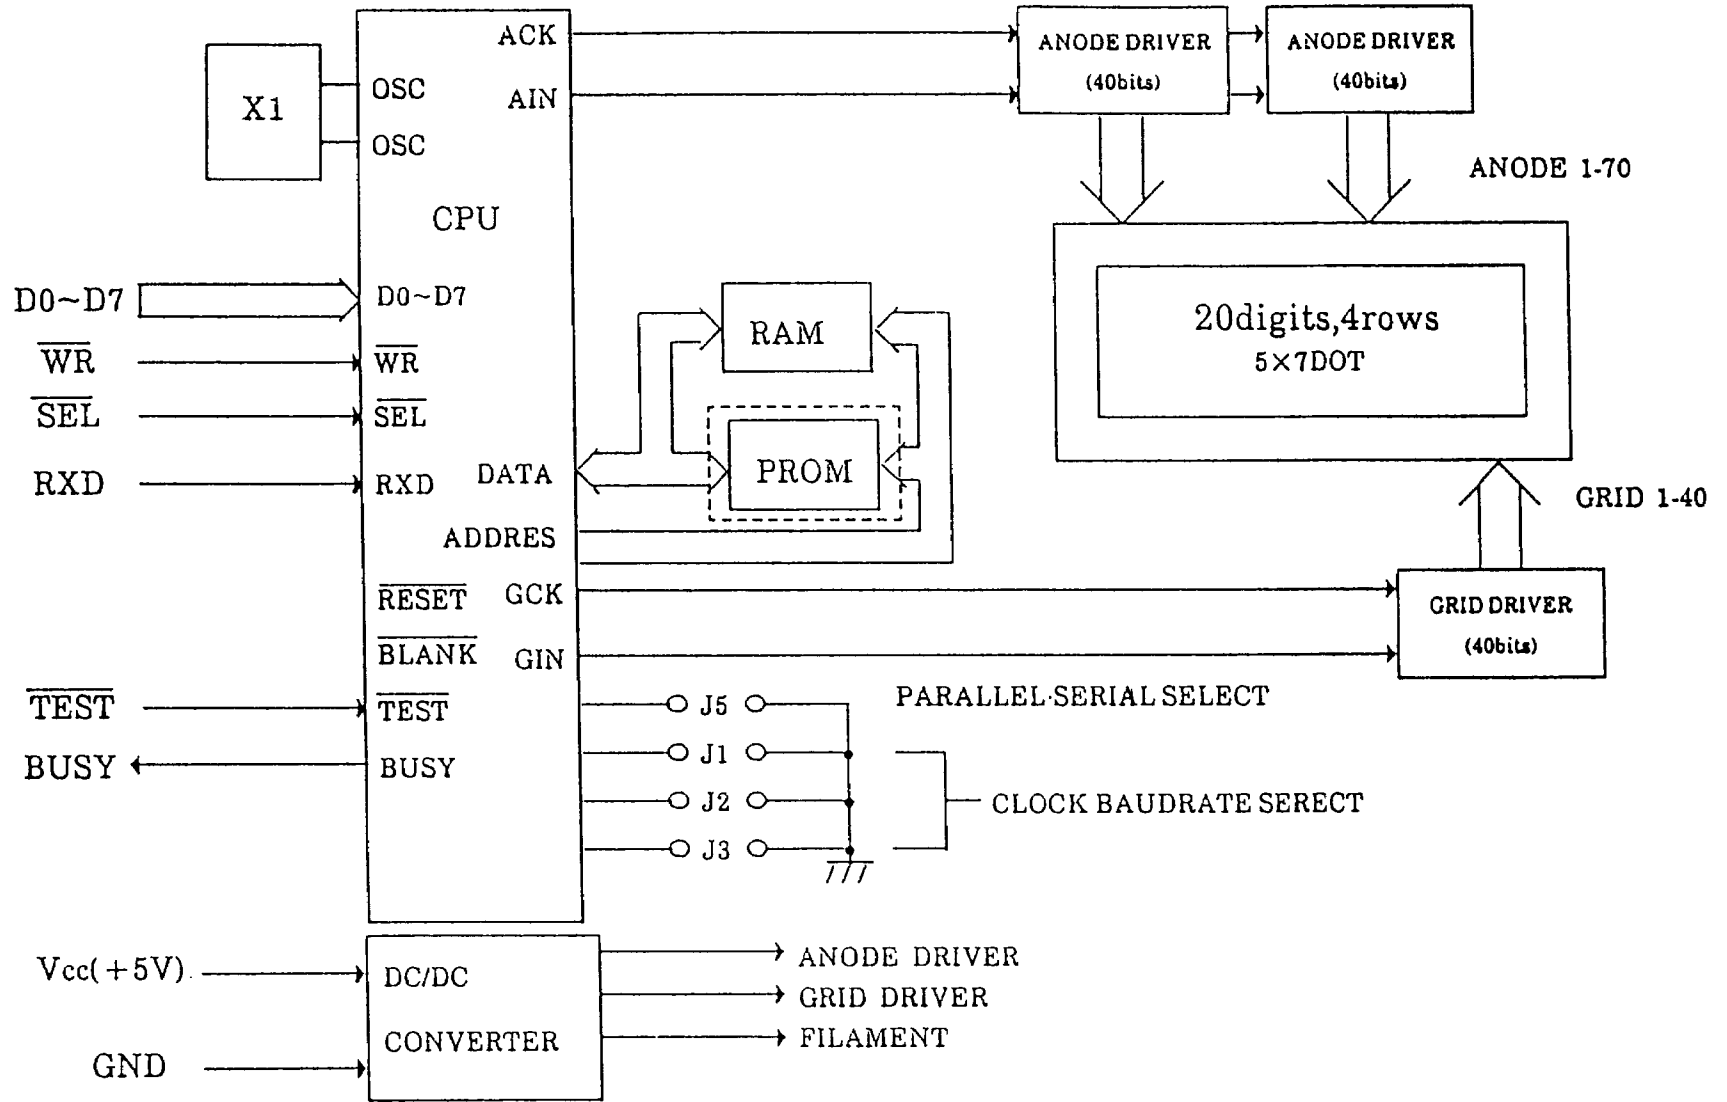 ACK
AIN
X1
OSC
OSC
CPU
ANODE DRIVER
(40bits)
ANODE DRIVER
(40bits)
ANODE 1-70
20digits,4rows
5×7DOT
D0~D7
D0~D7
WR
WR
SEL
SEL
RXD
RXD
RAM
PROM
DATA
ADDRES
GRID 1-40
RESET
GCK
BLANK
GIN
GRID DRIVER
(40bits)
TEST
TEST
BUSY
BUSY
J5
PARALLEL·SERIAL SELECT
J1
J2
CLOCK BAUDRATE SERECT
J3
Vcc(+5V)
GND
DC/DC
CONVERTER
ANODE DRIVER
GRID DRIVER
FILAMENT